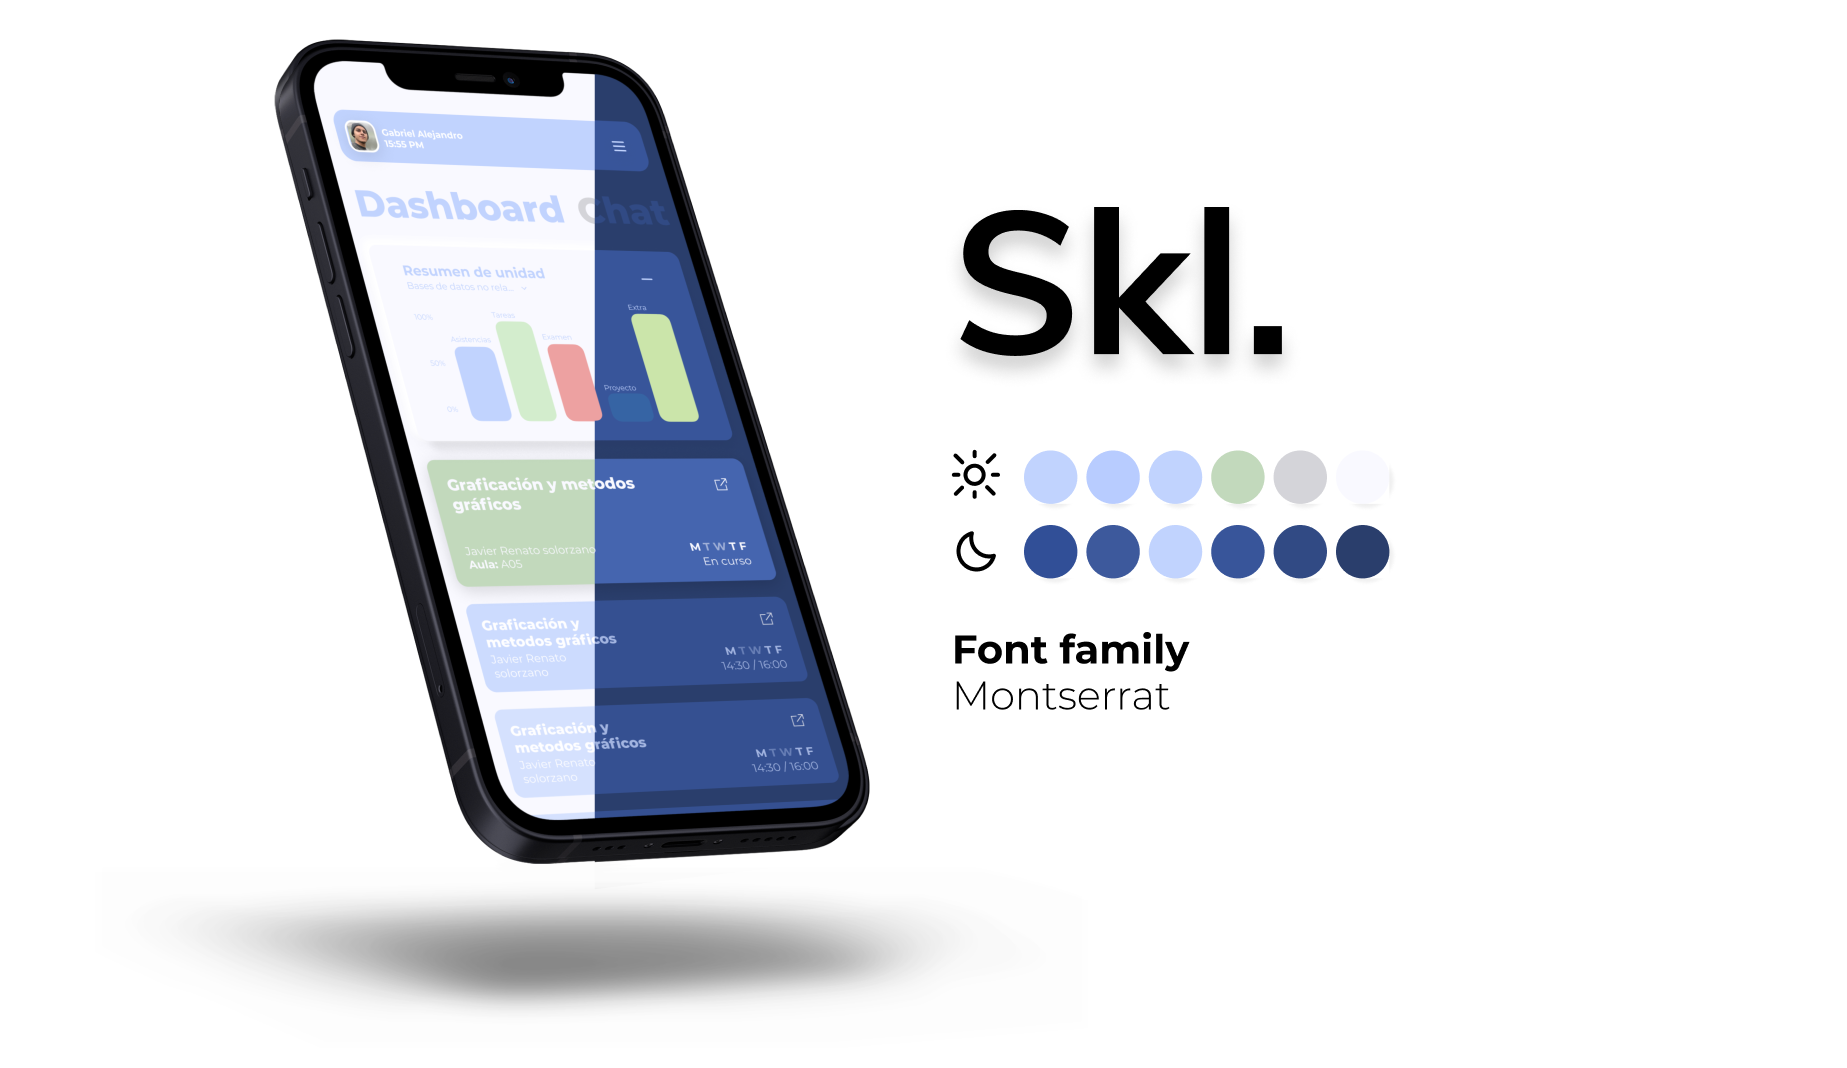 Gabriel Alejandro
15:55 PM
Dashboard Chat
Resumen de unidad
Bases de datos no rela...
100%
50%
0%
Asistencias
Tareas
Examen
Proyecto
Extra
Graficación y metodos
gráficos
Javier Renato solorzano
Aula: A05
M T W T F
En curso
Graficación y
metodos gráficos
Javier Renato
solorzano
M T W T F
14:30 / 16:00
Graficación y
metodos gráficos
Javier Renato
solorzano
M T W T F
14:30 / 16:00
Skl.
Font family
Montserrat